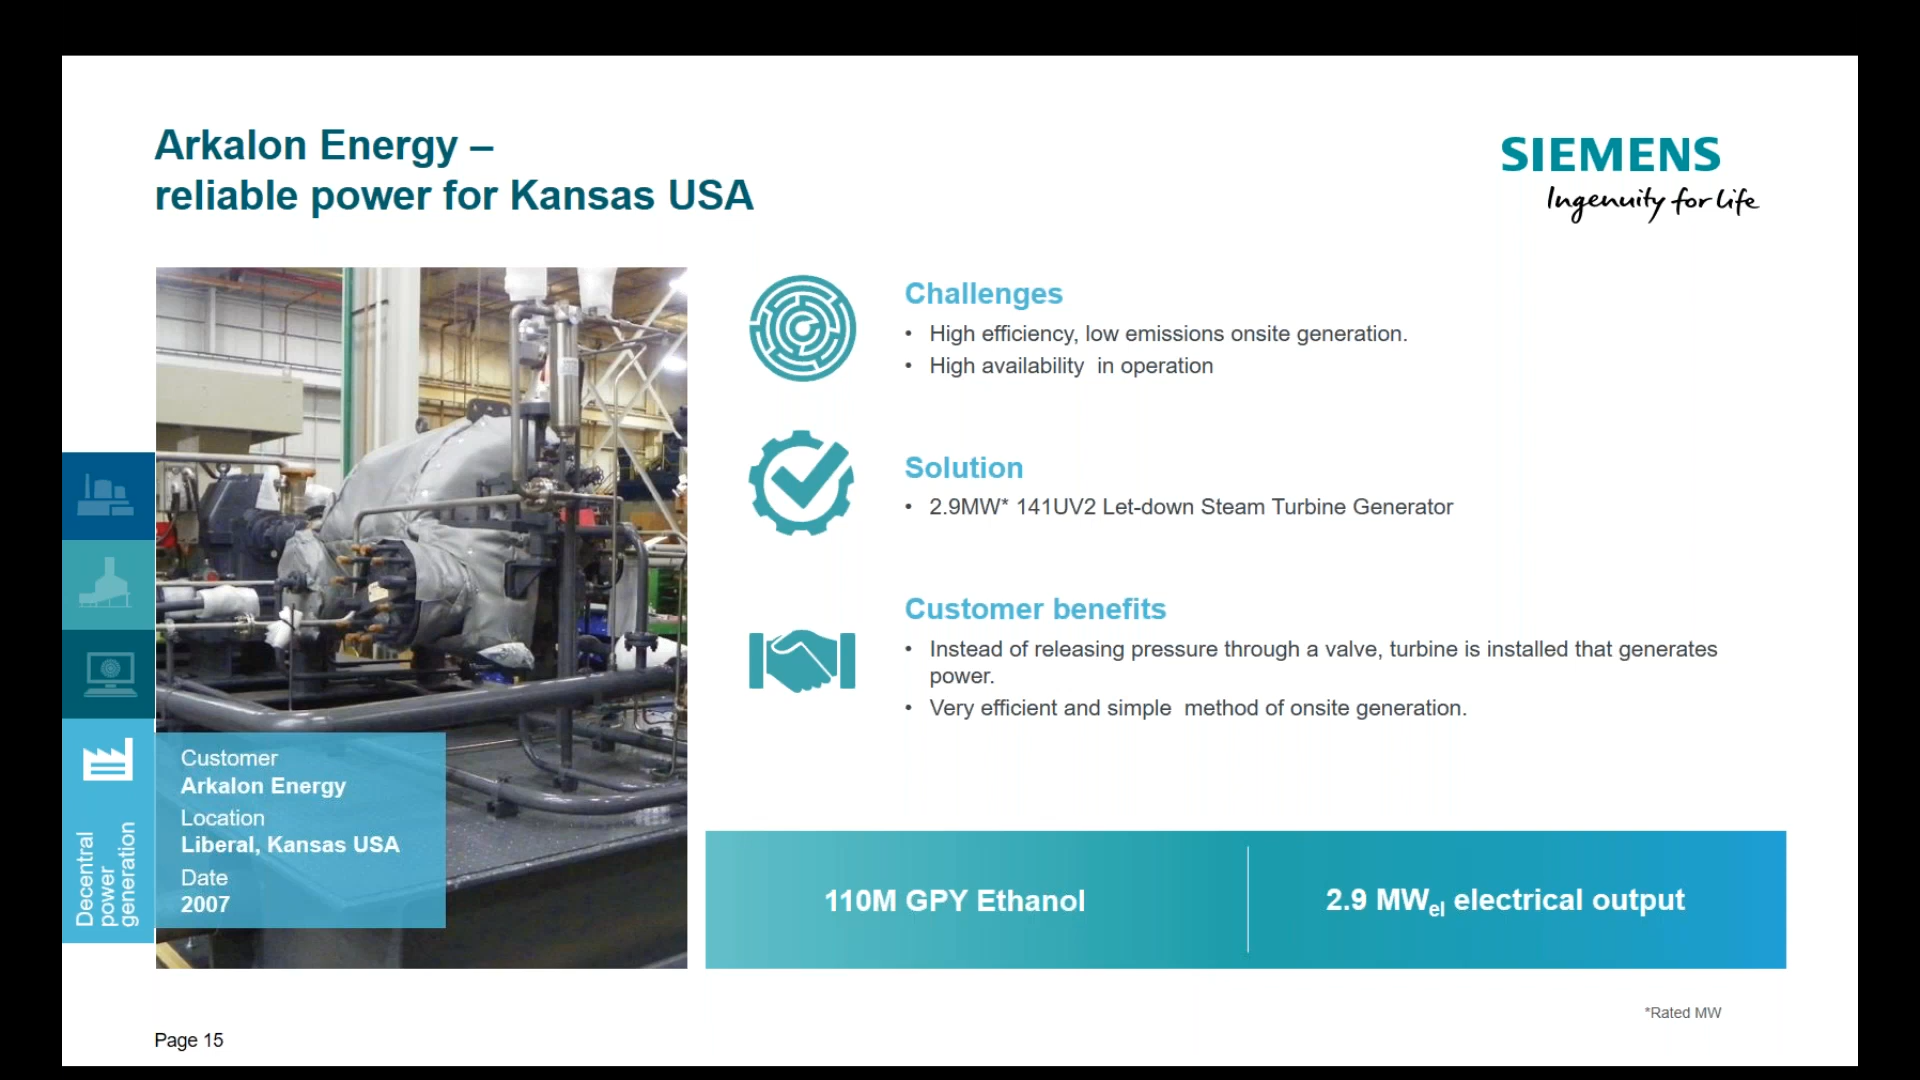 Arkalon Energy –
reliable power for Kansas USA
SIEMENS
Ingenuity for life
Challenges
• High efficiency, low emissions onsite generation.
• High availability  in operation
Solution
• 2.9MW* 141UV2 Let-down Steam Turbine Generator
Customer benefits
• Instead of releasing pressure through a valve, turbine is installed that generates
power.
• Very efficient and simple  method of onsite generation.
Decentral
power
generation
Customer
Arkalon Energy
Location
Liberal, Kansas USA
Date
2007
110M GPY Ethanol
2.9 MWel electrical output
*Rated MW
Page 15